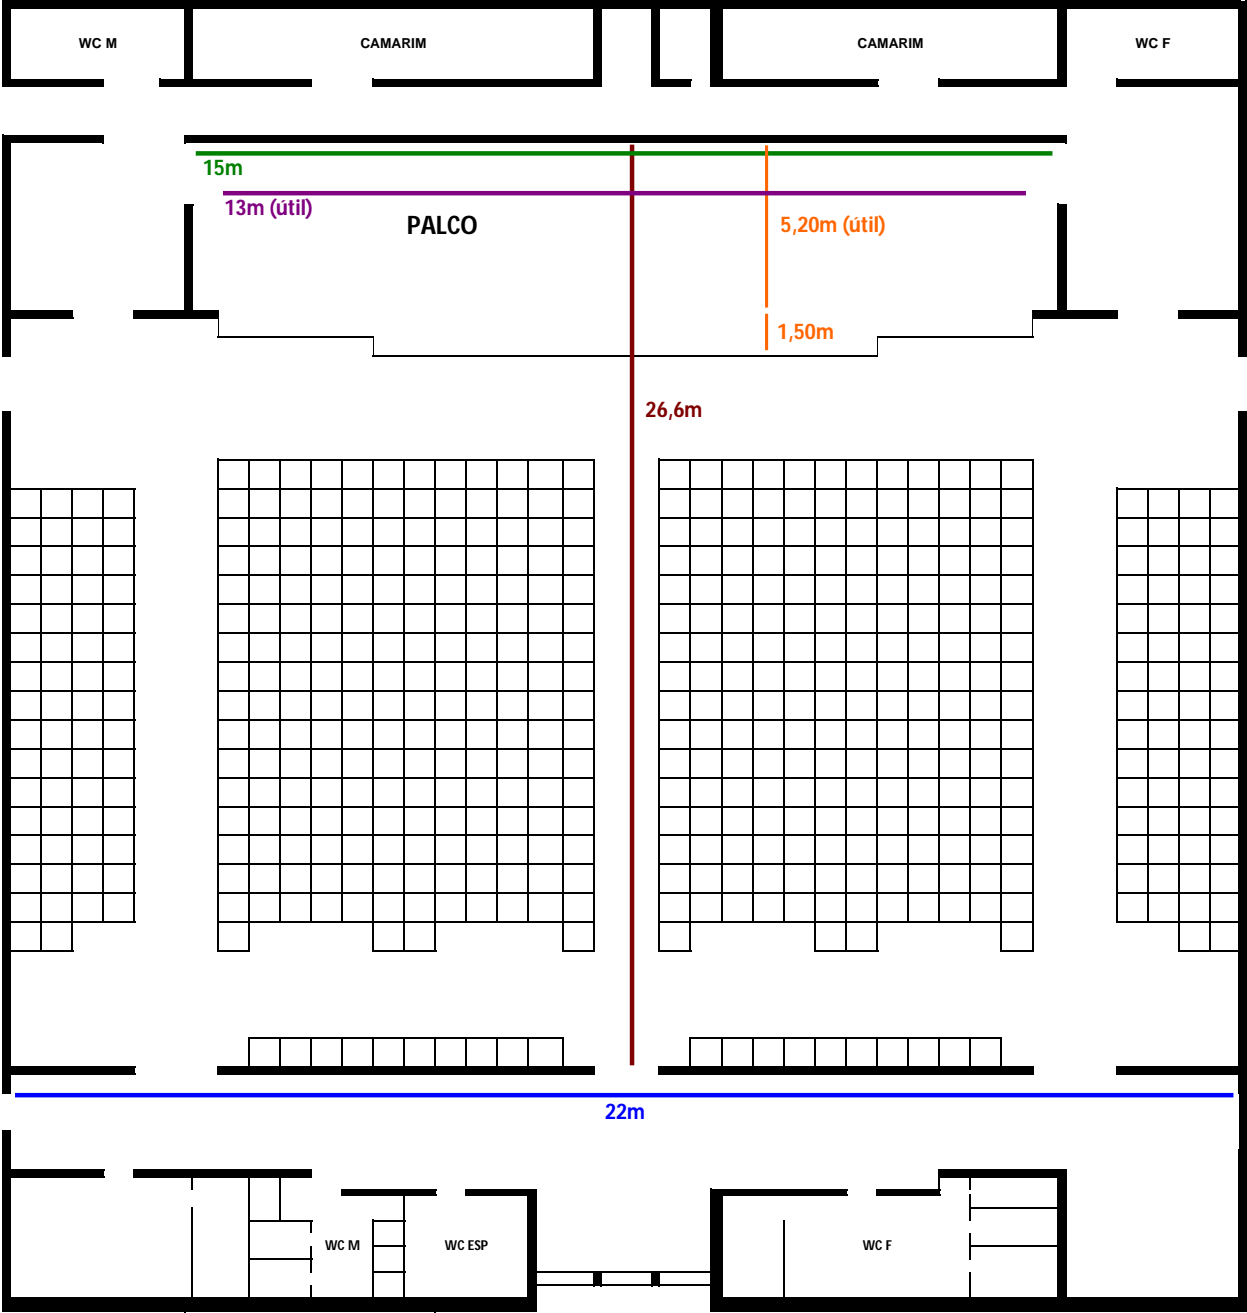 WC M
CAMARIM
CAMARIM
WC F
15m
13m (útil)
PALCO
5,20m (útil)
1,50m
26,6m
22m
WC M
WC ESP
WC F